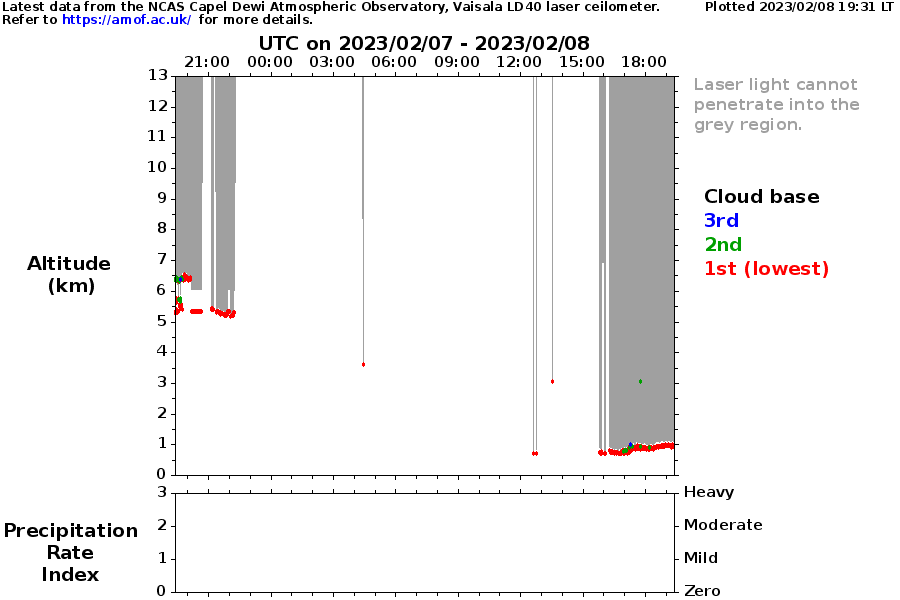 Latest data from the NCAS Capel Dewi Atmospheric Observatory, Vaisala LD40 laser ceilometer. Plotted 2023/02/08 19:31 LT
Refer to https://amof.ac.uk/ for more details.
UTC on 2023/02/07 - 2023/02/08
21:00 00:00 03:00 06:00 09:00 12:00 15:00 18:00
13
12
11
10
9
8
7
6
5
4
3
2
1
0
Altitude
(km)
Laser light cannot
penetrate into the
grey region.
Cloud base
3rd
2nd
1st (lowest)
3 Heavy
2 Moderate
1 Mild
0 Zero
Precipitation
Rate
Index